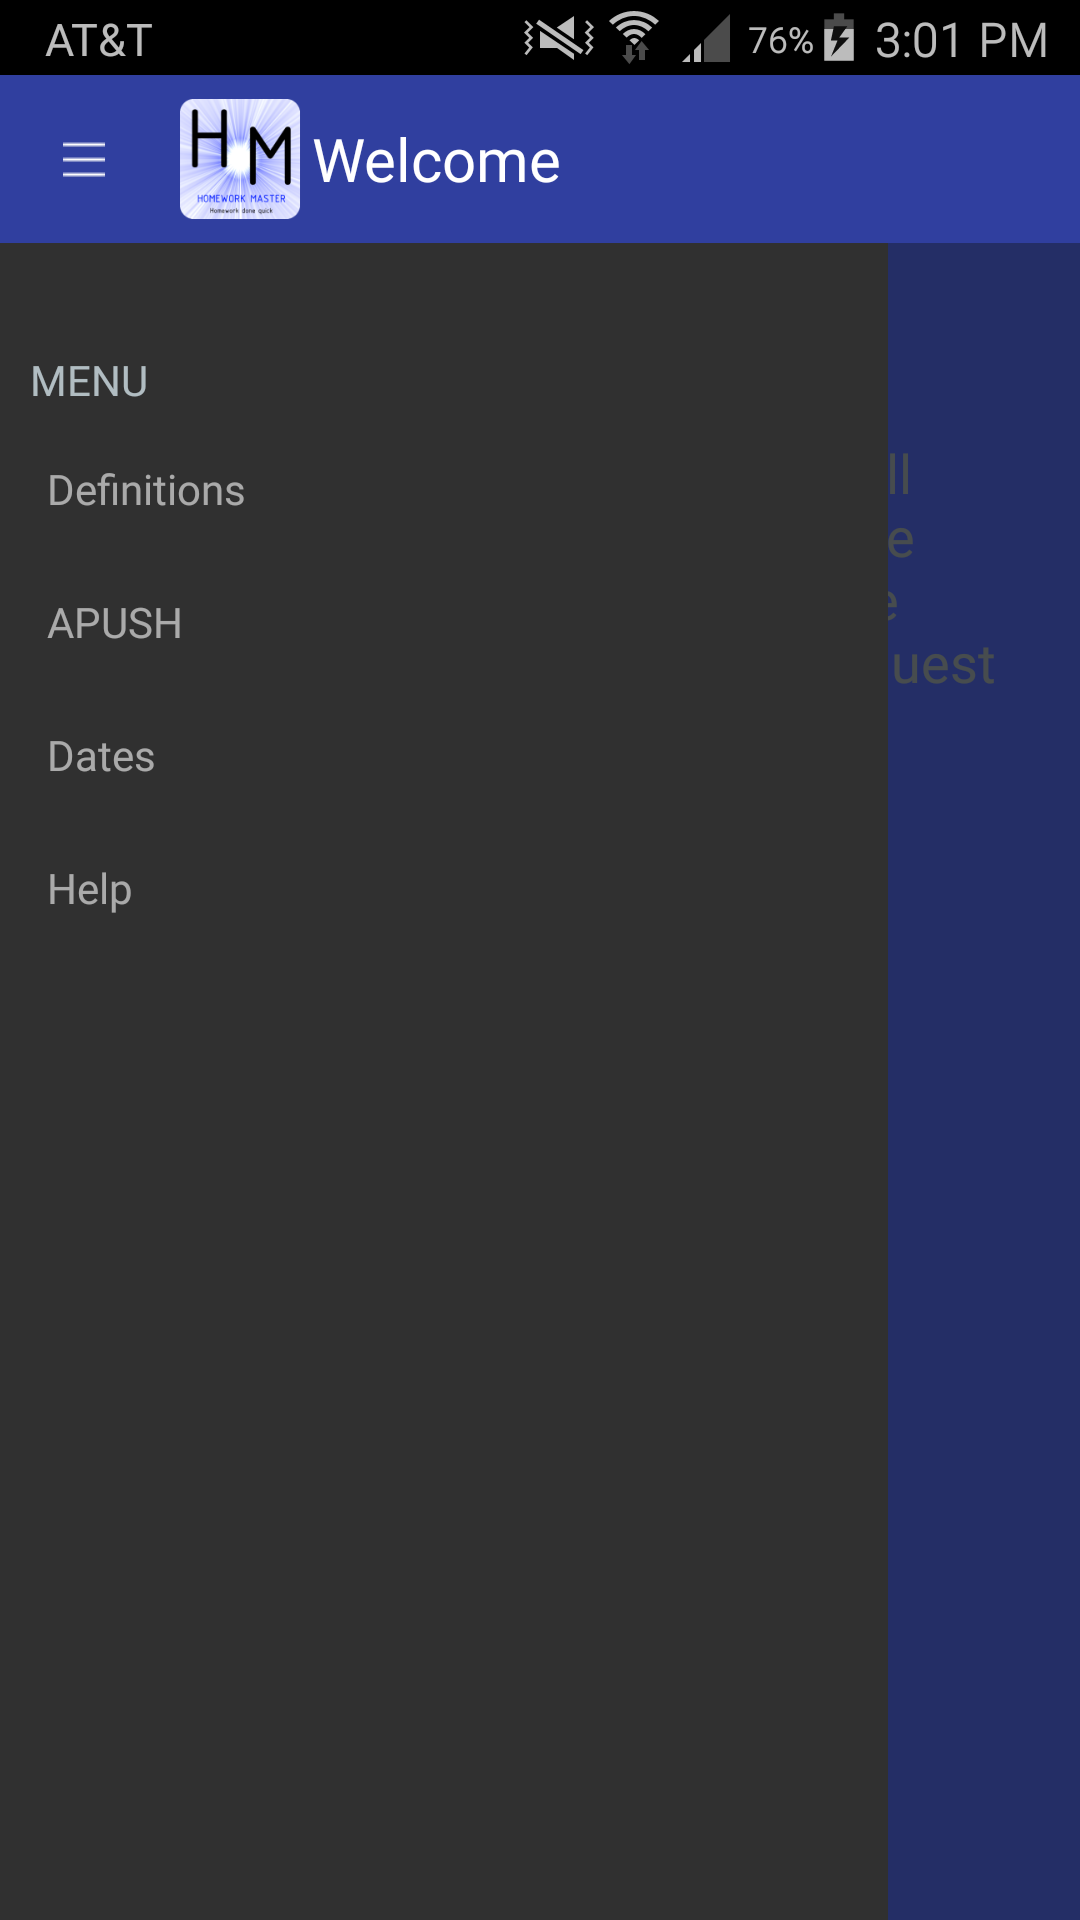 AT&T 76% 3:01 PM
HM
HOMEWORK MASTER
Homework done quick
Welcome
MENU
Definitions
APUSH
Dates
Help
ll
e
e
uest